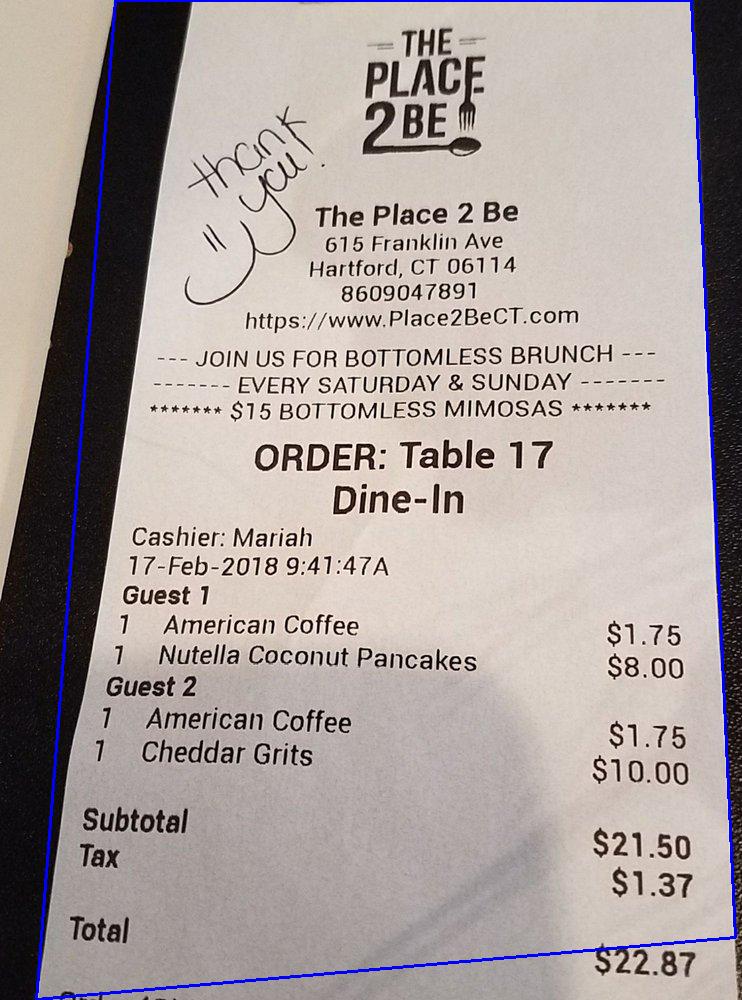 THE
PLACE
2 BE
thank
you!
The Place 2 Be
615 Franklin Ave
Hartford, CT 06114
8609047891
https://www.Place2BeCT.com
--- JOIN US FOR BOTTOMLESS BRUNCH ---
------- EVERY SATURDAY & SUNDAY -------
******* $15 BOTTOMLESS MIMOSAS *******
ORDER: Table 17
Dine-In
Cashier: Mariah
17-Feb-2018 9:41:47A
Guest 1
1 American Coffee $1.75
1 Nutella Coconut Pancakes $8.00
Guest 2
1 American Coffee $1.75
1 Cheddar Grits $10.00
Subtotal $21.50
Tax $1.37
Total $22.87